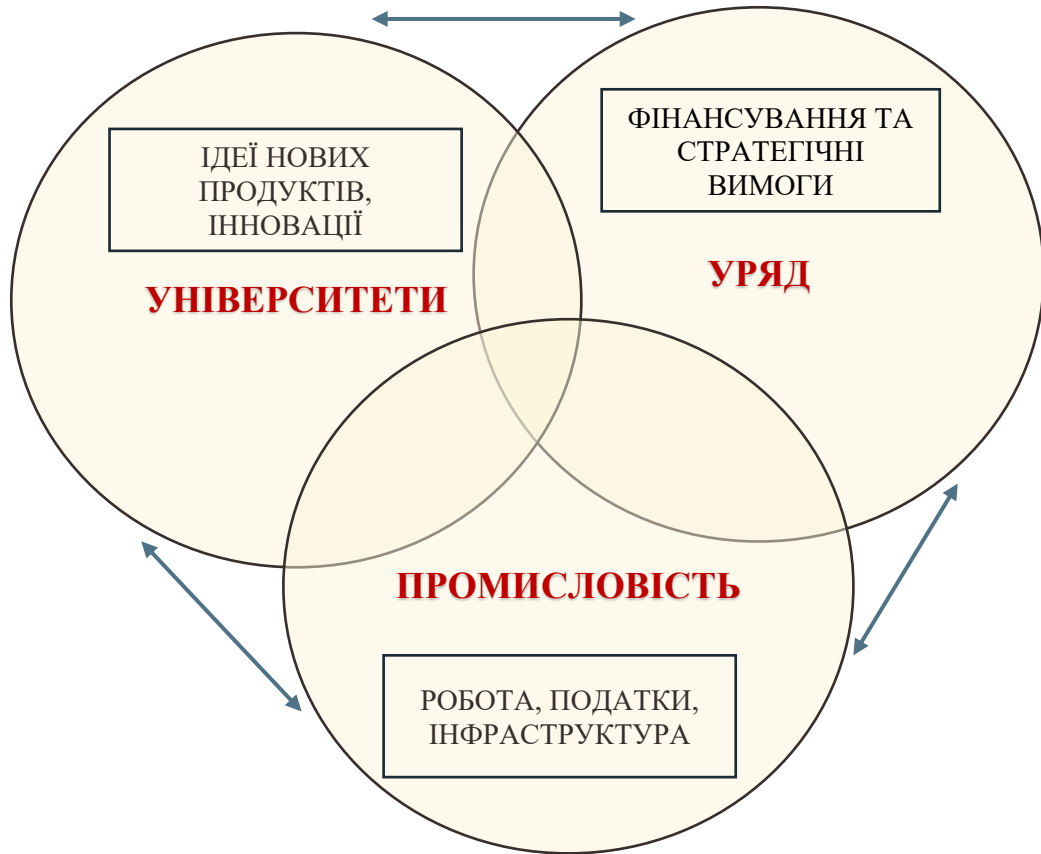 ІДЕЇ НОВИХ
ПРОДУКТІВ,
ІННОВАЦІЇ
УНІВЕРСИТЕТИ
ФІНАНСУВАННЯ ТА
СТРАТЕГІЧНІ
ВИМОГИ
УРЯД
ПРОМИСЛОВІСТЬ
РОБОТА, ПОДАТКИ,
ІНФРАСТРУКТУРА